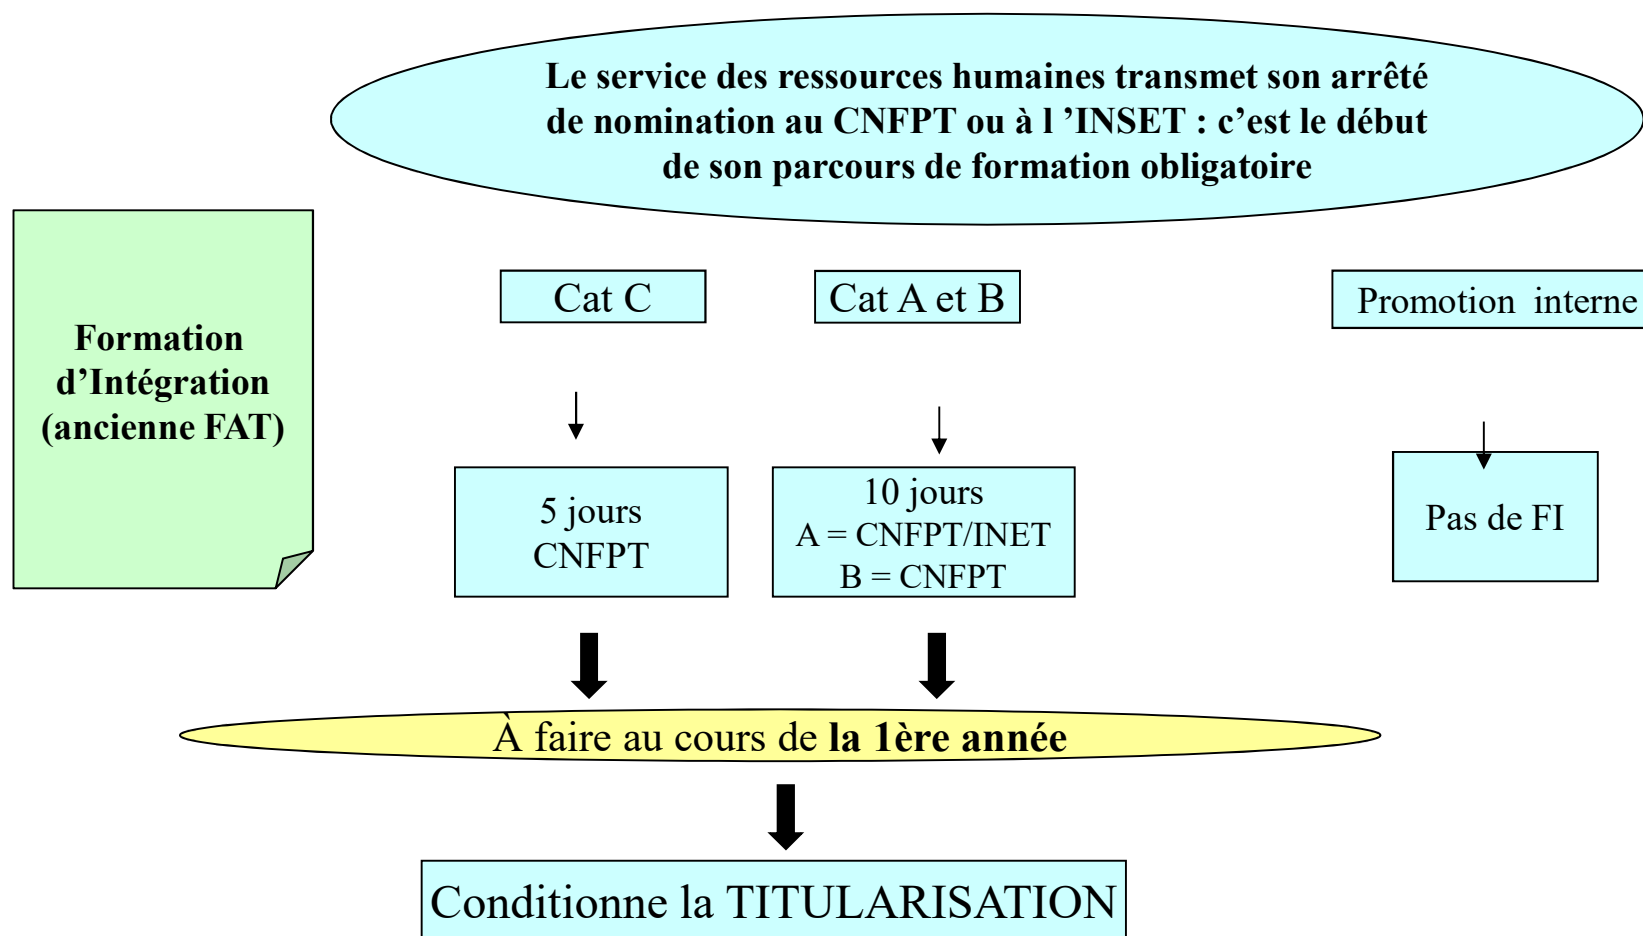 Le service des ressources humaines transmet son arrêté
de nomination au CNFPT ou à l ’INSET : c’est le début
de son parcours de formation obligatoire
Formation
d’Intégration
(ancienne FAT)
Cat C
Cat A et B
Promotion interne
5 jours
CNFPT
10 jours
A = CNFPT/INET
B = CNFPT
Pas de FI
À faire au cours de la 1ère année
Conditionne la TITULARISATION